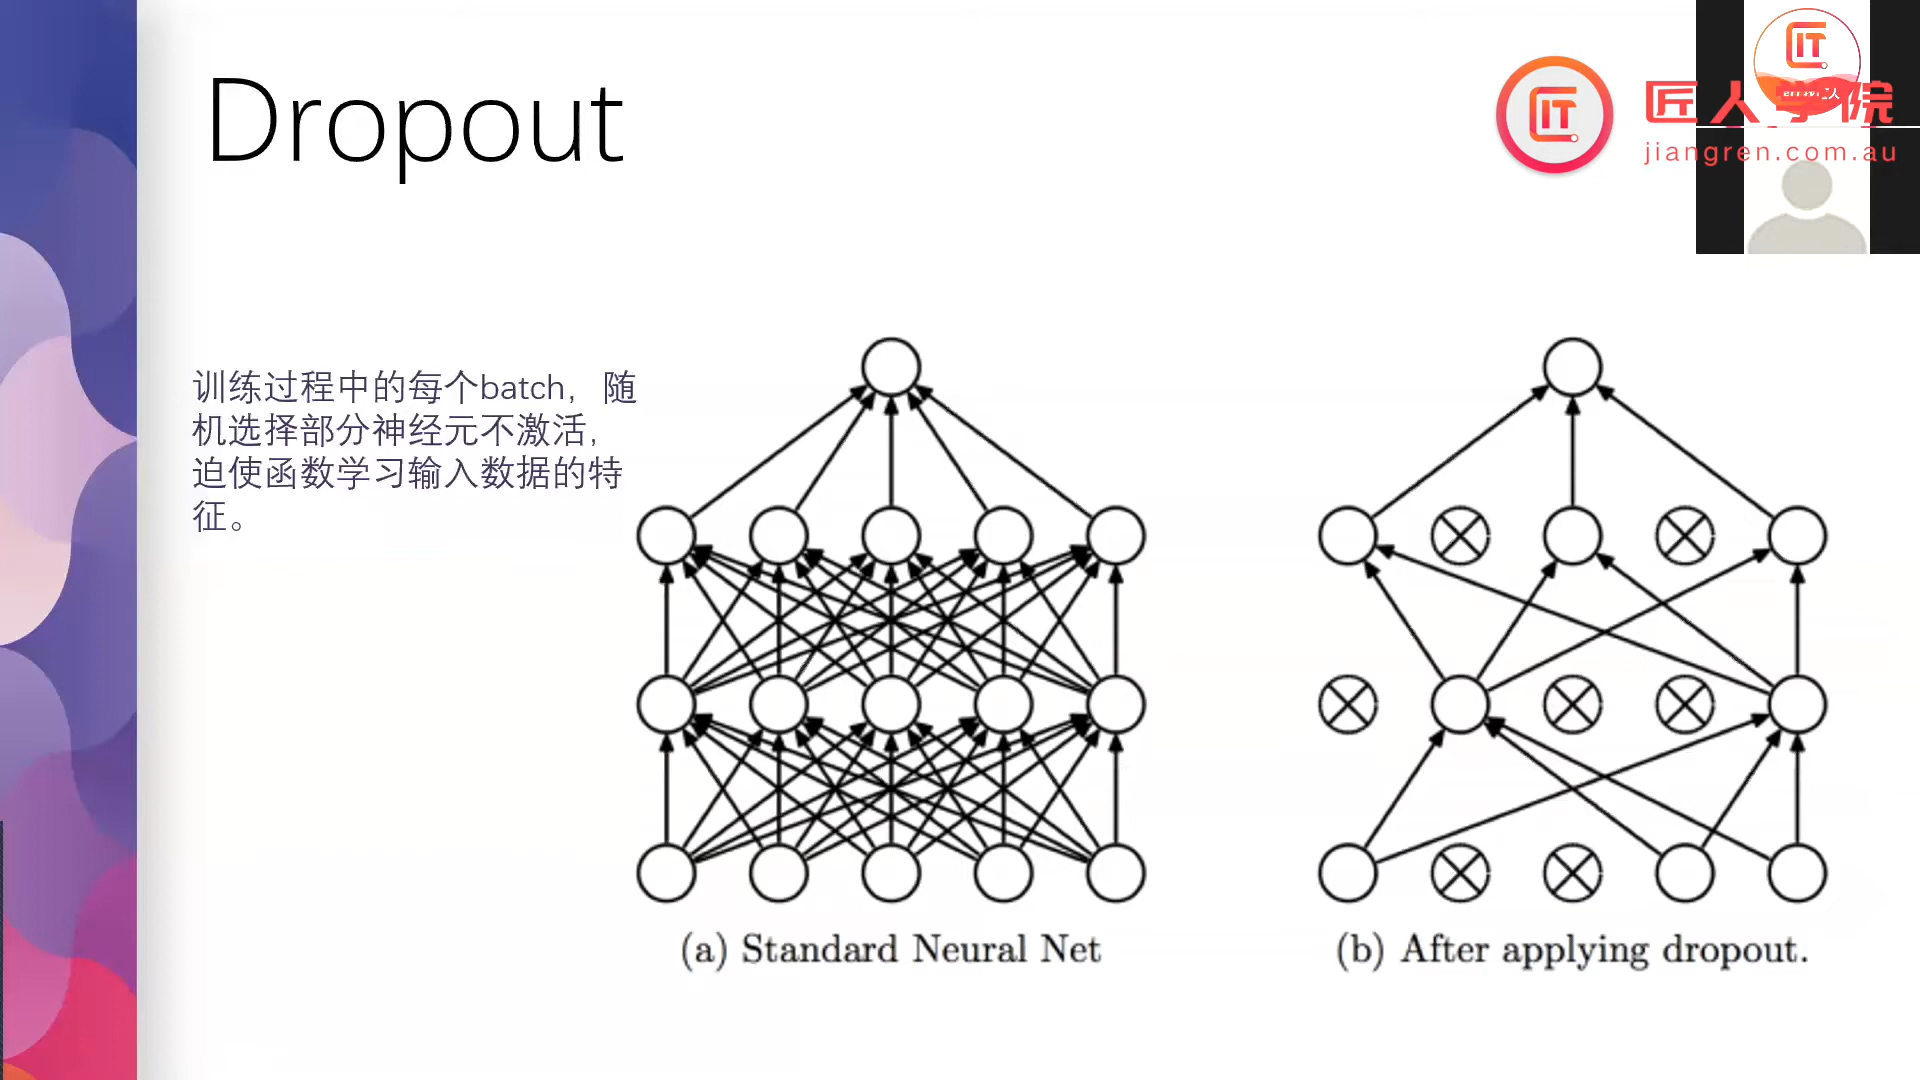 Dropout
匠人学院
jiangren.com.au
训练过程中的每个batch，随
机选择部分神经元不激活，
迫使函数学习输入数据的特
征。
(a) Standard Neural Net
(b) After applying dropout.